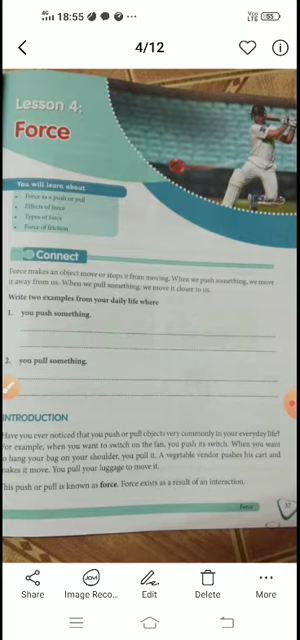 4G 18:55
Vo) LTE 55
4/12
Lesson 4:
Force
You will learn about
• Force as a push or pull
• Effects of force
• Types of force
• Force of friction
Connect
Force makes an object move or stops it from moving. When we push something, we move
it away from us. When we pull something, we move it closer to us.
Write two examples from your daily life where
1. you push something.
2. you pull something.
INTRODUCTION
Have you ever noticed that you push or pull objects very commonly in your everyday life?
For example, when you want to switch on the fan, you push its switch. When you want
o hang your bag on your shoulder, you pull it. A vegetable vendor pushes his cart and
nakes it move. You pull your luggage to move it.
his push or pull is known as force. Force exists as a result of an interaction.
Force
Share
Image Reco...
Edit
Delete
More